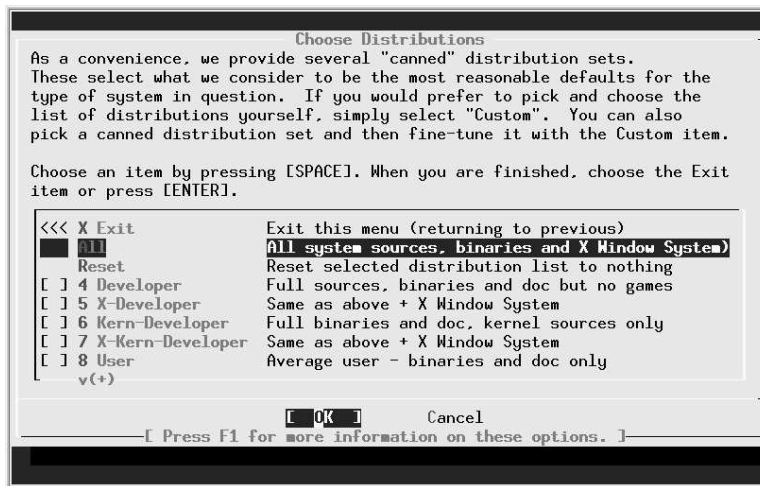 Choose Distributions
As a convenience, we provide several "canned" distribution sets.
These select what we consider to be the most reasonable defaults for the
type of system in question.  If you would prefer to pick and choose the
list of distributions yourself, simply select "Custom".  You can also
pick a canned distribution set and then fine-tune it with the Custom item.
Choose an item by pressing [SPACE]. When you are finished, choose the Exit
item or press [ENTER].
<<< X Exit Exit this menu (returning to previous)
All All system sources, binaries and X Window System)
Reset Reset selected distribution list to nothing
[ ] 4 Developer Full sources, binaries and doc but no games
[ ] 5 X-Developer Same as above + X Window System
[ ] 6 Kern-Developer Full binaries and doc, kernel sources only
[ ] 7 X-Kern-Developer Same as above + X Window System
[ ] 8 User Average user - binaries and doc only
v(+)
[ OK ] Cancel
[ Press F1 for more information on these options. ]